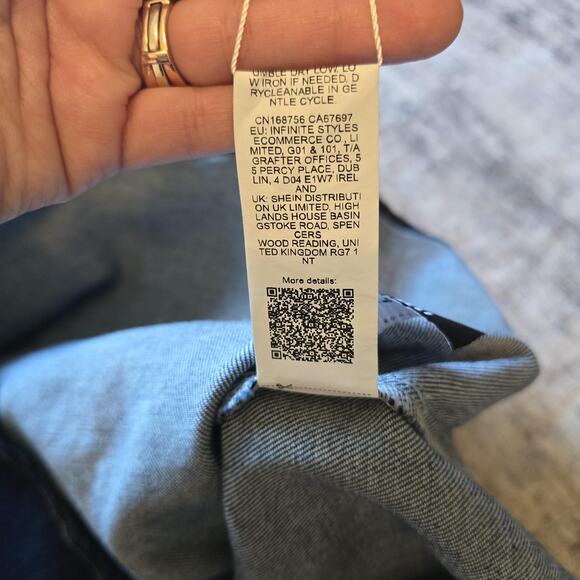 UMBLE DRY LOW, LO
W IRON IF NEEDED, D
RYCLEANABLE IN GE
NTLE CYCLE.
CN168756 CA67697
EU: INFINITE STYLES
ECOMMERCE CO., LI
MITED, G01 & 101, T/A
GRAFTER OFFICES, 5
5 PERCY PLACE, DUB
LIN, 4 D04 E1W7 IREL
AND
UK: SHEIN DISTRIBUTI
ON UK LIMITED, HIGH
LANDS HOUSE BASIN
GSTOKE ROAD, SPEN
CERS
WOOD READING, UNI
TED KINGDOM RG7 1
NT
More details: